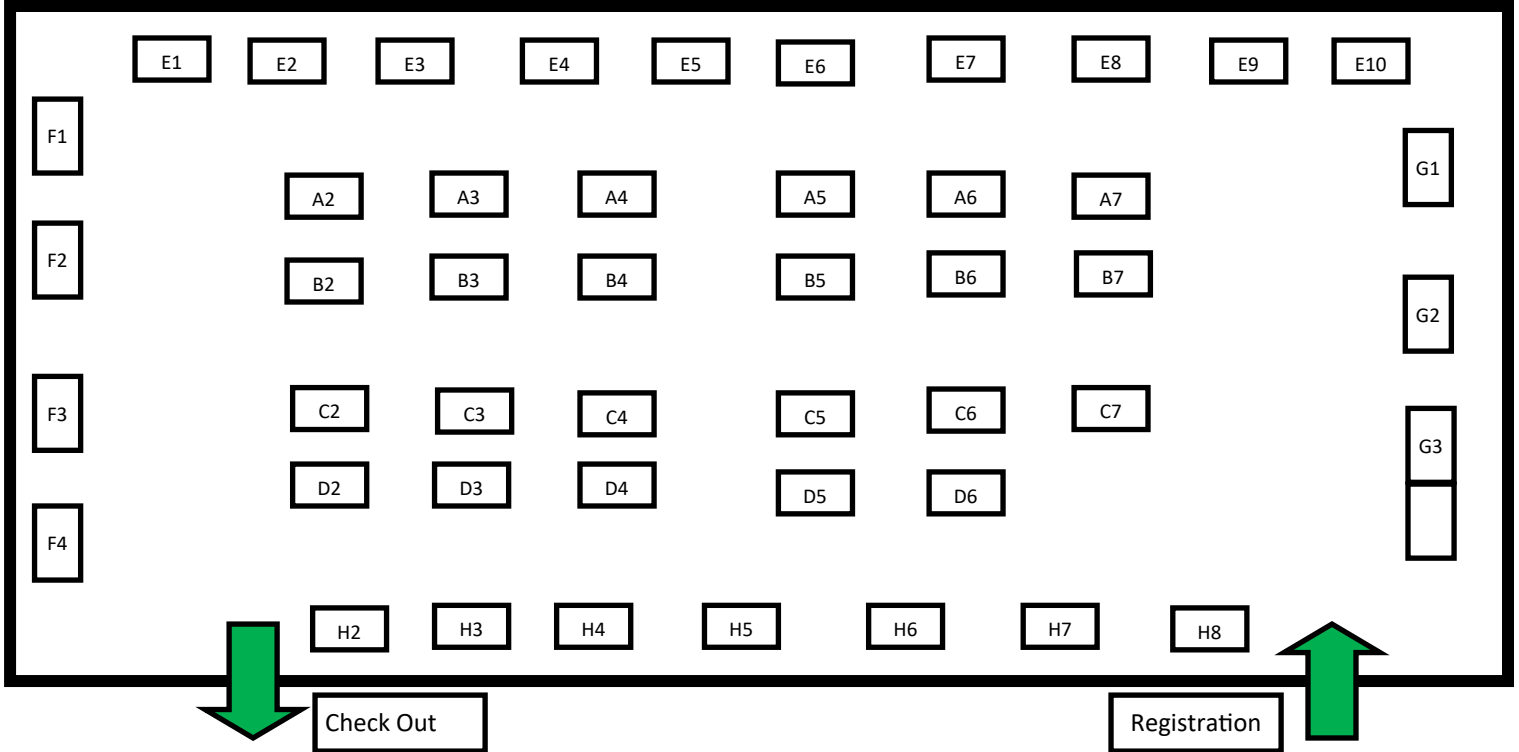 E1 E2 E3 E4 E5 E6 E7 E8 E9 E10
F1
G1
A2 A3 A4 A5 A6 A7
F2
B2 B3 B4 B5 B6 B7
G2
F3
C2 C3 C4 C5 C6 C7
G3
D2 D3 D4 D5 D6
F4
H2 H3 H4 H5 H6 H7 H8
Check Out
Registration